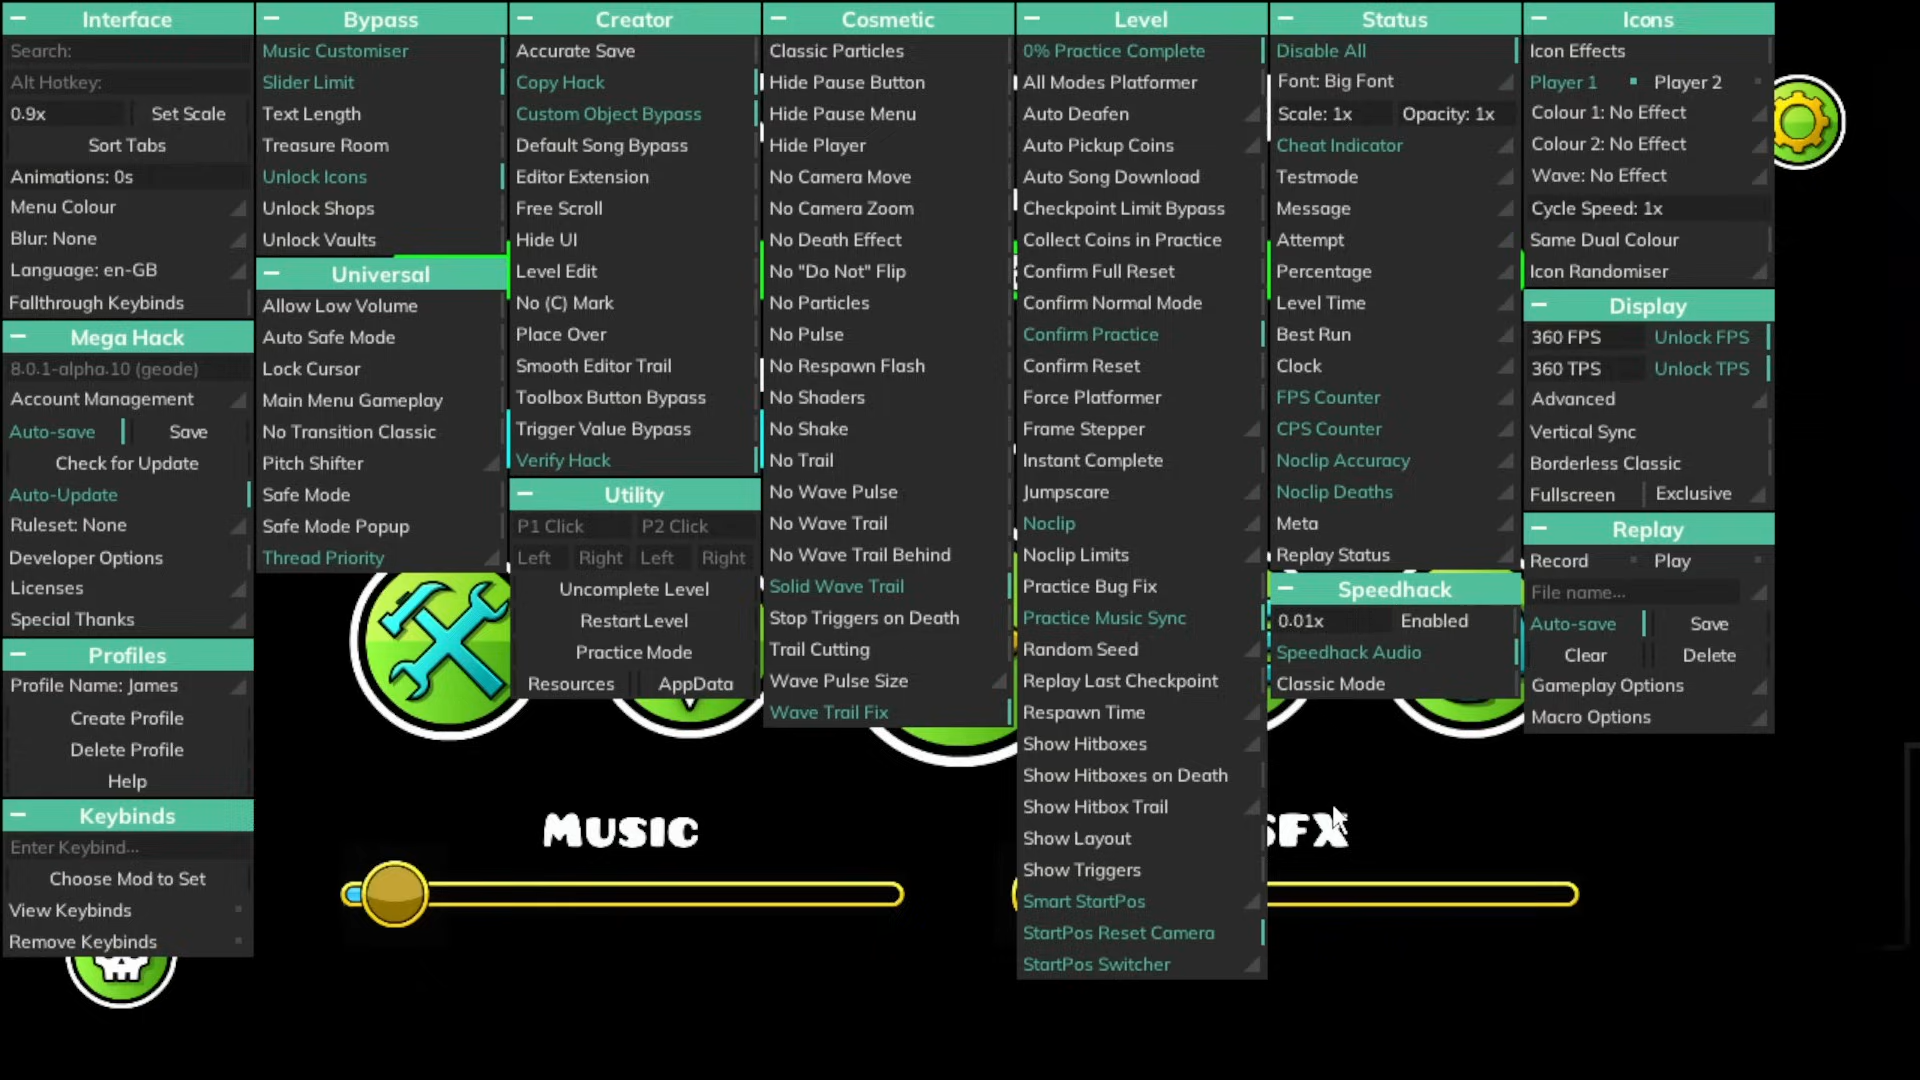 Interface
Search:
Alt Hotkey:
0.9x Set Scale
Sort Tabs
Animations: 0s
Menu Colour
Blur: None
Language: en-GB
Fallthrough Keybinds
Mega Hack
8.0.1-alpha.10 (geode)
Account Management
Auto-save Save
Check for Update
Auto-Update
Ruleset: None
Developer Options
Licenses
Special Thanks
Profiles
Profile Name: James
Create Profile
Delete Profile
Help
Keybinds
Enter Keybind...
Choose Mod to Set
View Keybinds
Remove Keybinds
Bypass
Music Customiser
Slider Limit
Text Length
Treasure Room
Unlock Icons
Unlock Shops
Unlock Vaults
Universal
Allow Low Volume
Auto Safe Mode
Lock Cursor
Main Menu Gameplay
No Transition Classic
Pitch Shifter
Safe Mode
Safe Mode Popup
Thread Priority
Creator
Accurate Save
Copy Hack
Custom Object Bypass
Default Song Bypass
Editor Extension
Free Scroll
Hide UI
Level Edit
No (C) Mark
Place Over
Smooth Editor Trail
Toolbox Button Bypass
Trigger Value Bypass
Verify Hack
Utility
P1 Click P2 Click
Left Right Left Right
Uncomplete Level
Restart Level
Practice Mode
Resources AppData
Cosmetic
Classic Particles
Hide Pause Button
Hide Pause Menu
Hide Player
No Camera Move
No Camera Zoom
No Death Effect
No "Do Not" Flip
No Particles
No Pulse
No Respawn Flash
No Shaders
No Shake
No Trail
No Wave Pulse
No Wave Trail
No Wave Trail Behind
Solid Wave Trail
Stop Triggers on Death
Trail Cutting
Wave Pulse Size
Wave Trail Fix
Level
0% Practice Complete
All Modes Platformer
Auto Deafen
Auto Pickup Coins
Auto Song Download
Checkpoint Limit Bypass
Collect Coins in Practice
Confirm Full Reset
Confirm Normal Mode
Confirm Practice
Confirm Reset
Force Platformer
Frame Stepper
Instant Complete
Jumpscare
Noclip
Noclip Limits
Practice Bug Fix
Practice Music Sync
Random Seed
Replay Last Checkpoint
Respawn Time
Show Hitboxes
Show Hitboxes on Death
Show Hitbox Trail
Show Layout
Show Triggers
Smart StartPos
StartPos Reset Camera
StartPos Switcher
Status
Disable All
Font: Big Font
Scale: 1x Opacity: 1x
Cheat Indicator
Testmode
Message
Attempt
Percentage
Level Time
Best Run
Clock
FPS Counter
CPS Counter
Noclip Accuracy
Noclip Deaths
Meta
Replay Status
Speedhack
0.01x Enabled
Speedhack Audio
Classic Mode
Icons
Icon Effects
Player 1 Player 2
Colour 1: No Effect
Colour 2: No Effect
Wave: No Effect
Cycle Speed: 1x
Same Dual Colour
Icon Randomiser
Display
360 FPS Unlock FPS
360 TPS Unlock TPS
Advanced
Vertical Sync
Borderless Classic
Fullscreen Exclusive
Replay
Record Play
File name...
Auto-save Save
Clear Delete
Gameplay Options
Macro Options
Music
SFX